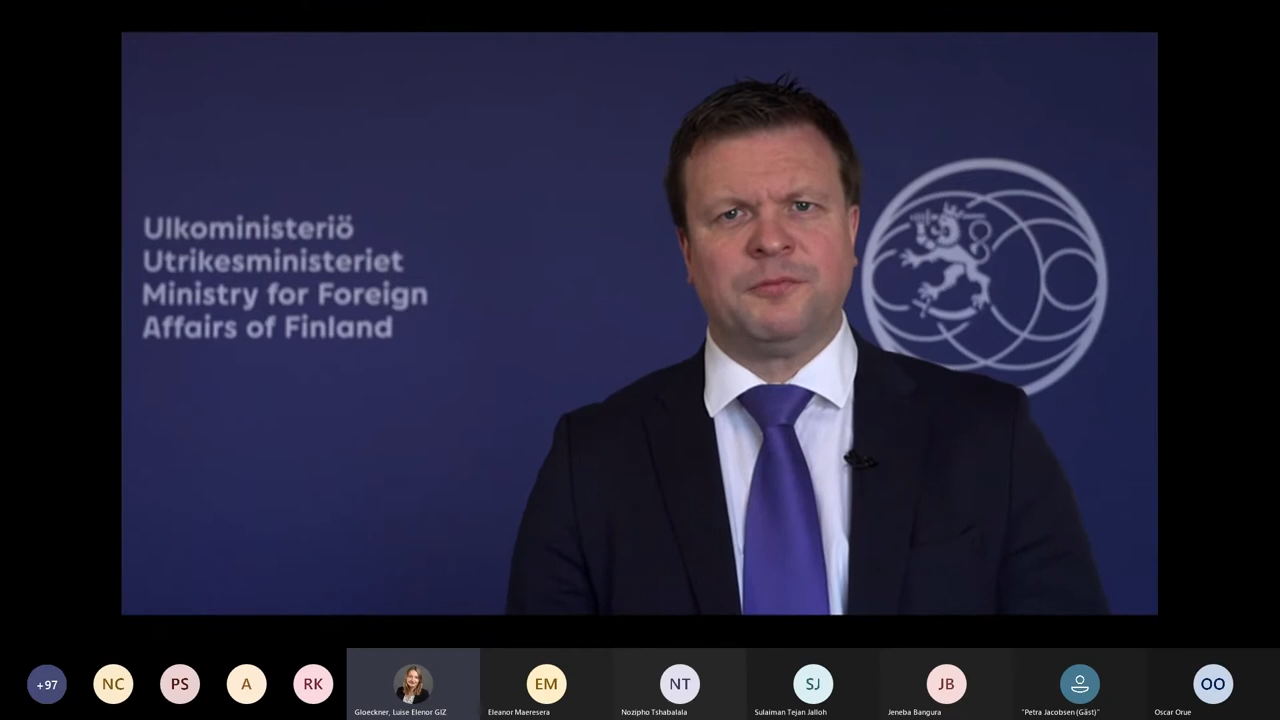 Ulkoministeriö
Utrikesministeriet
Ministry for Foreign
Affairs of Finland
+97
NC
PS
A
RK
Gloeckner, Luise Elenor GIZ
EM
Eleanor Maeresera
NT
Nozipho Tshabalala
SJ
Sulaiman Tejan Jalloh
JB
Jeneba Bangura
"Petra Jacobsen (Gäst)"
OO
Oscar Orue